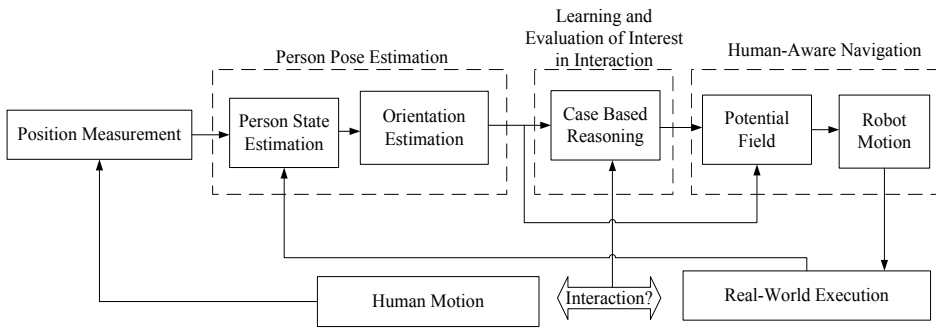 Learning and
Evaluation of Interest
in Interaction
Person Pose Estimation
Human-Aware Navigation
Position Measurement
Person State
Estimation
Orientation
Estimation
Case Based
Reasoning
Potential
Field
Robot
Motion
Human Motion
Interaction?
Real-World Execution